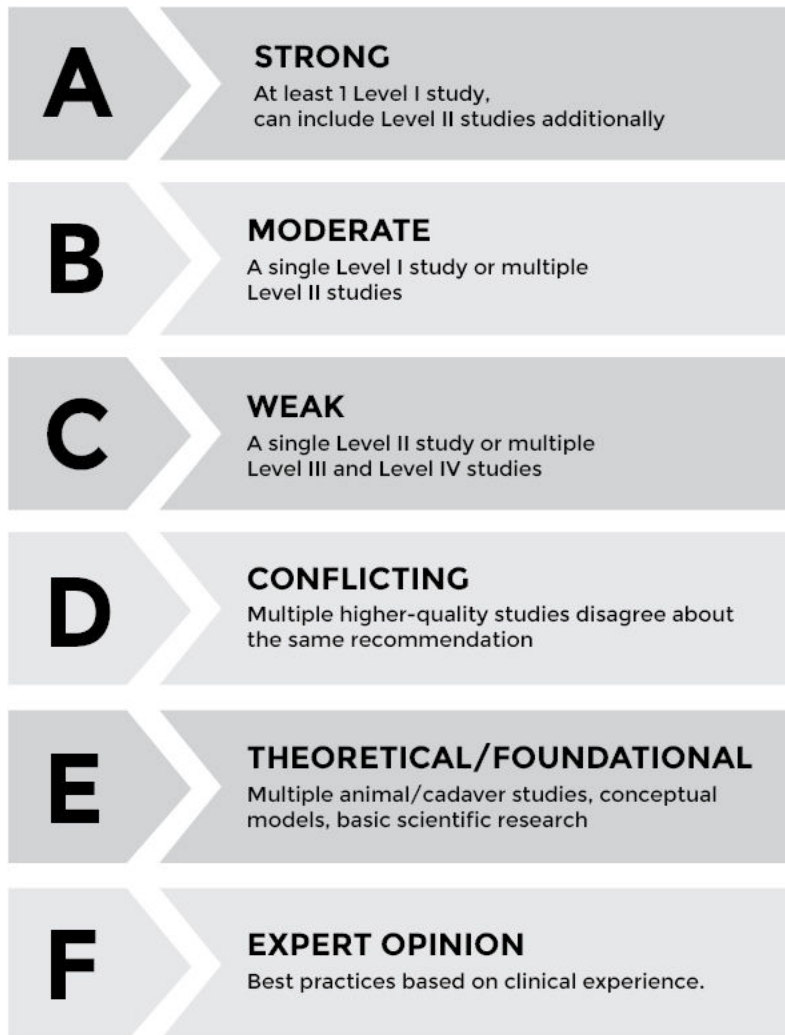 A
STRONG
At least 1 Level I study,
can include Level II studies additionally
B
MODERATE
A single Level I study or multiple
Level II studies
C
WEAK
A single Level II study or multiple
Level III and Level IV studies
D
CONFLICTING
Multiple higher-quality studies disagree about
the same recommendation
E
THEORETICAL/FOUNDATIONAL
Multiple animal/cadaver studies, conceptual
models, basic scientific research
F
EXPERT OPINION
Best practices based on clinical experience.